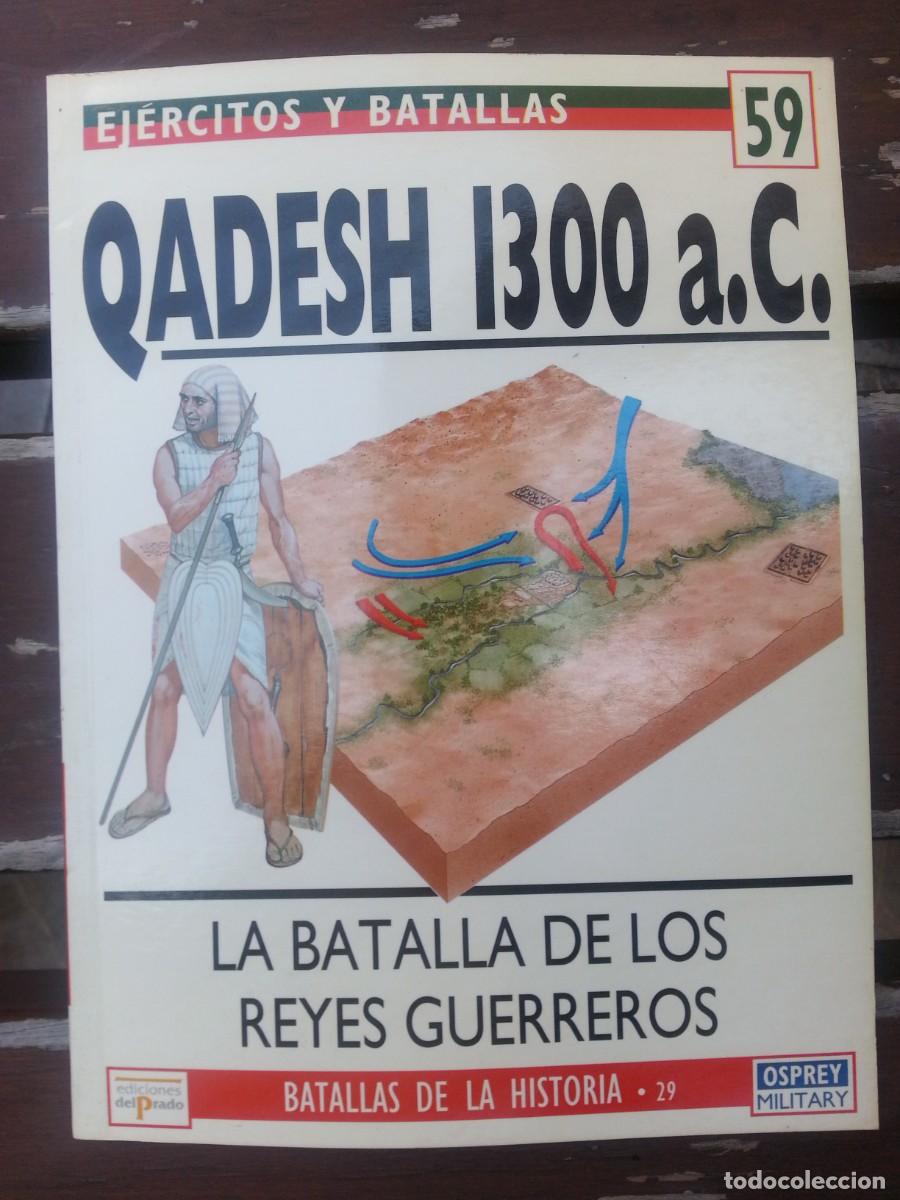 EJÉRCITOS Y BATALLAS
59
QADESH 1300 a.C.
LA BATALLA DE LOS
REYES GUERREROS
ediciones
delPrado
BATALLAS DE LA HISTORIA • 29
OSPREY
MILITARY
todocoleccion